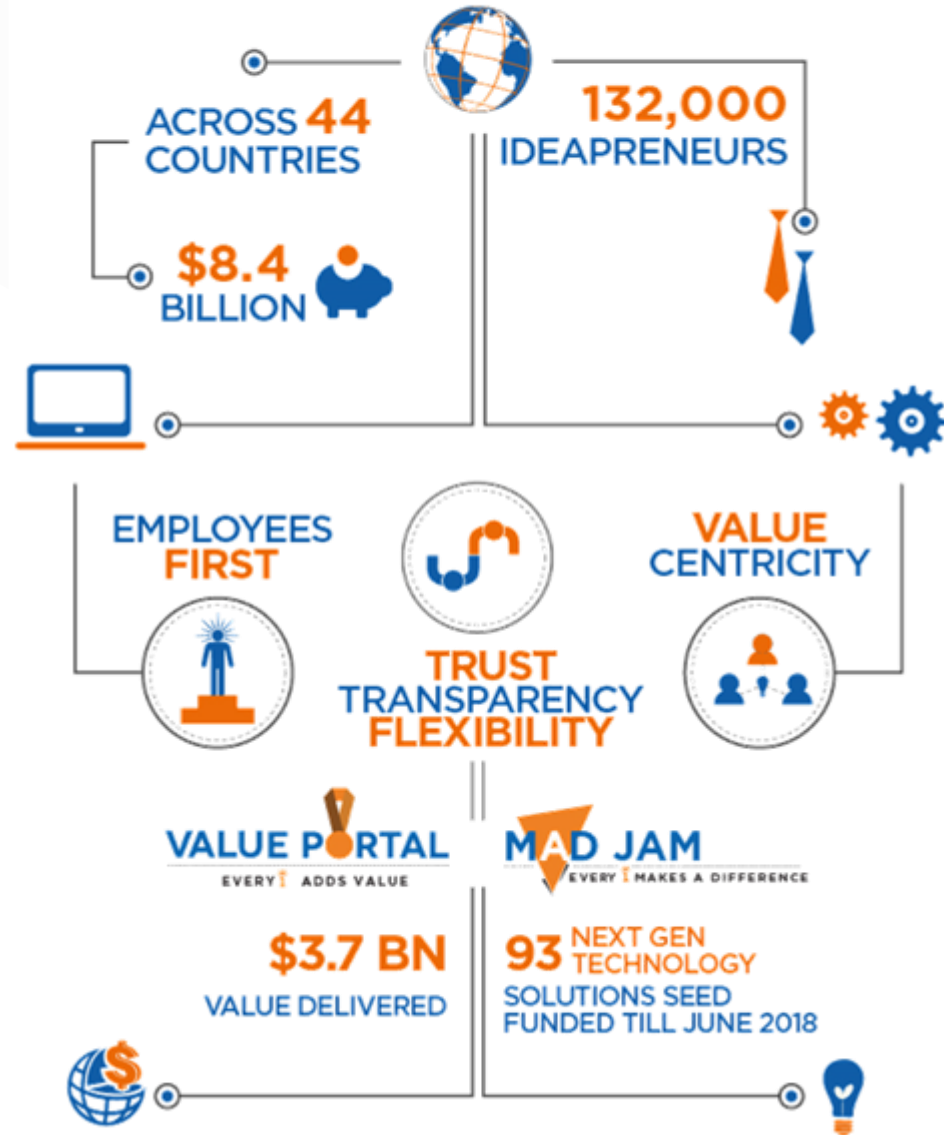 ACROSS 44
COUNTRIES
132,000
IDEAPRENEURS
$8.4
BILLION
EMPLOYEES
FIRST
VALUE
CENTRICITY
TRUST
TRANSPARENCY
FLEXIBILITY
VALUE PORTAL
EVERY i ADDS VALUE
MAD JAM
EVERY i MAKES A DIFFERENCE
$3.7 BN
VALUE DELIVERED
93 NEXT GEN
TECHNOLOGY
SOLUTIONS SEED
FUNDED TILL JUNE 2018
$